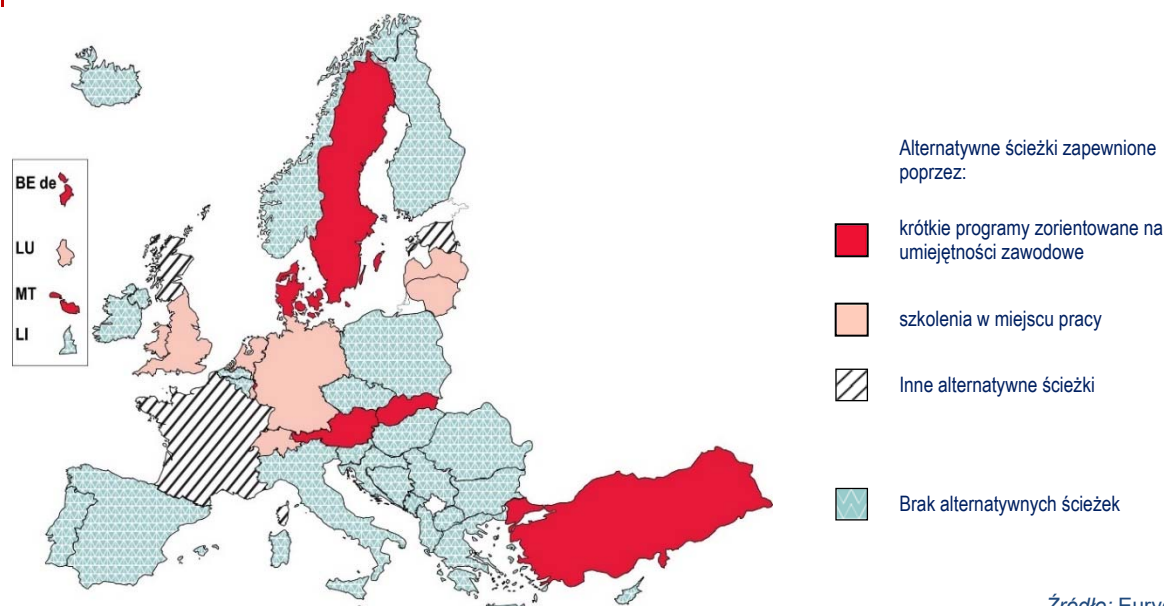 BE de
LU
MT
LI
Alternatywne ścieżki zapewnione
poprzez:
krótkie programy zorientowane na
umiejętności zawodowe
szkolenia w miejscu pracy
Inne alternatywne ścieżki
Brak alternatywnych ścieżek
Źródło: